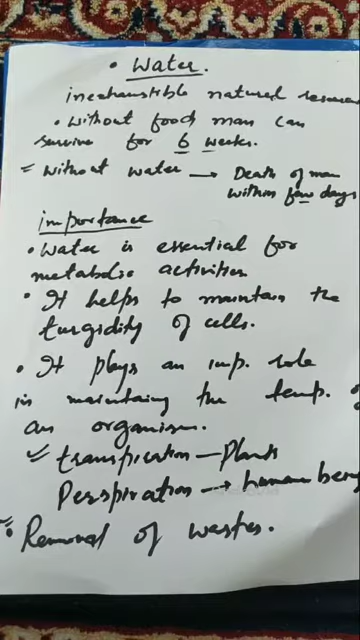 • Water.
inexhaustible natural resource
• Without food man can
survive for 6 weeks.
= Without water → Death of man
within few days
importance
• Water is essential for
metabolic activities
• It helps to maintain the
turgidity of cells.
• It plays an imp. role
in maintaining the temp. of
an organism.
transpiration — Plants
Perspiration → human being
• Removal of wastes.